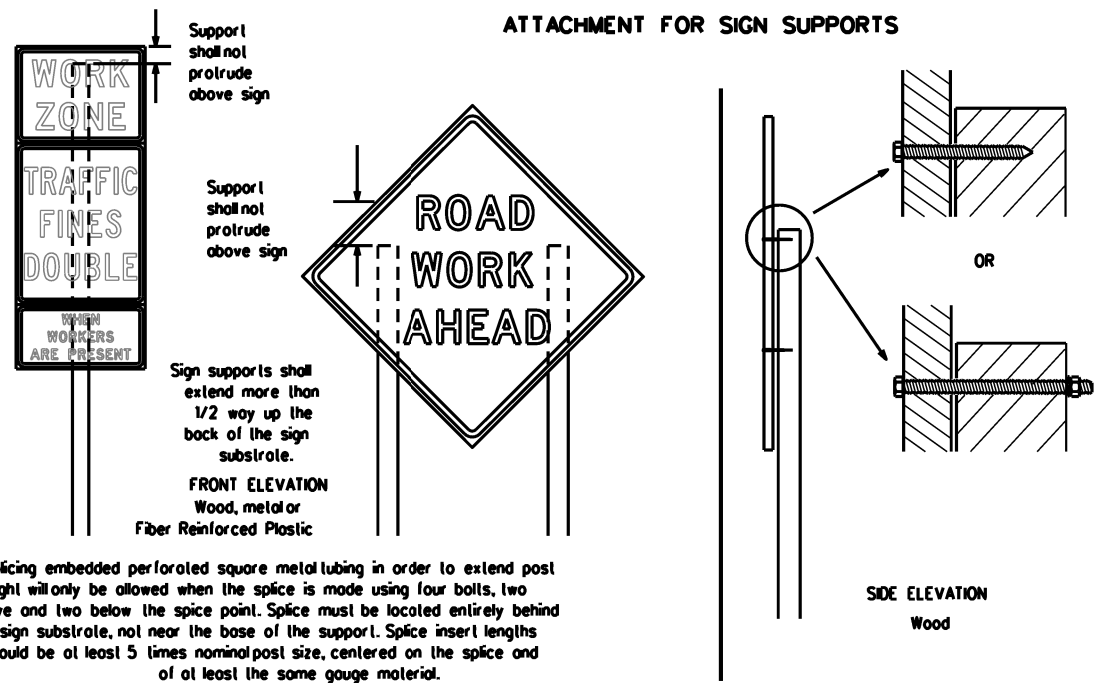 ATTACHMENT FOR SIGN SUPPORTS
Support
shall not
protrude
above sign
WORK
ZONE
TRAFFIC
FINES
DOUBLE
WHEN
WORKERS
ARE PRESENT
Support
shall not
protrude
above sign
ROAD
WORK
AHEAD
Sign supports shall
extend more than
1/2 way up the
back of the sign
substrate.
FRONT ELEVATION
Wood, metal or
Fiber Reinforced Plastic
OR
SIDE ELEVATION
Wood
licing embedded perforated square metal tubing in order to extend post
ght will only be allowed when the splice is made using four bolts, two
ve and two below the spice point. Splice must be located entirely behind
sign substrate, not near the base of the support. Splice insert lengths
ould be at least 5 times nominal post size, centered on the splice and
of at least the same gauge material.